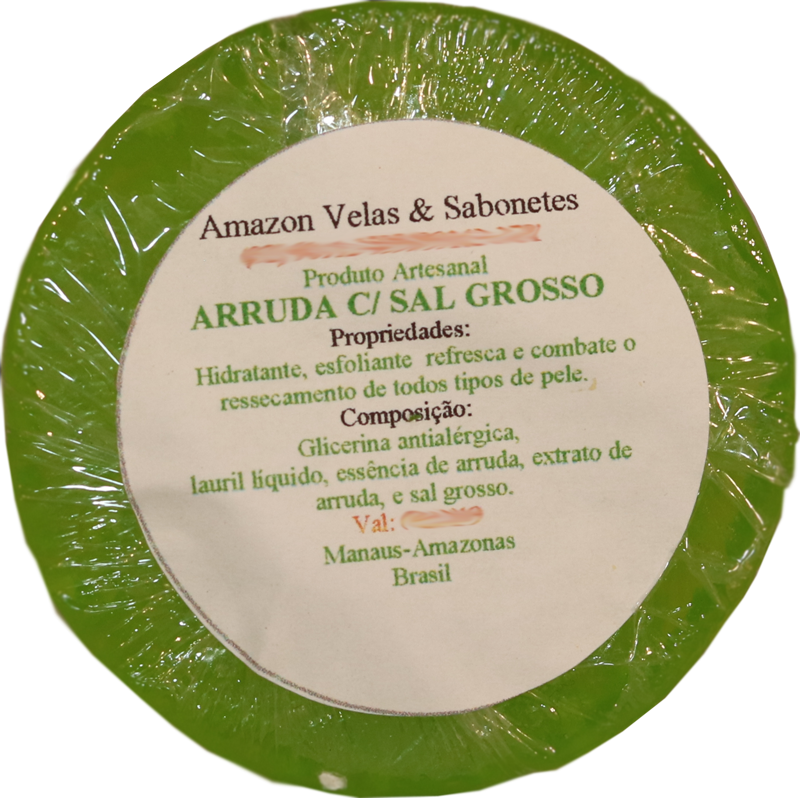 Amazon Velas & Sabonetes
Produto Artesanal
ARRUDA C/ SAL GROSSO
Propriedades:
Hidratante, esfoliante refresca e combate o
ressecamento de todos tipos de pele.
Composição:
Glicerina antialérgica,
lauril líquido, essência de arruda, extrato de
arruda, e sal grosso.
Val:
Manaus-Amazonas
Brasil